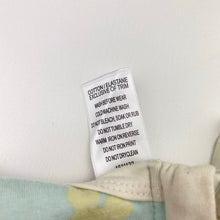 COTTON / ELASTANE
EXCLUSIVE OF TRIM
WASH BEFORE WEAR
COLD MACHINE WASH
DO NOT BLEACH, SOAK OR RUB
DO NOT TUMBLE DRY
WARM IRON ON REVERSE
DO NOT IRON PRINT
DO NOT DRYCLEAN